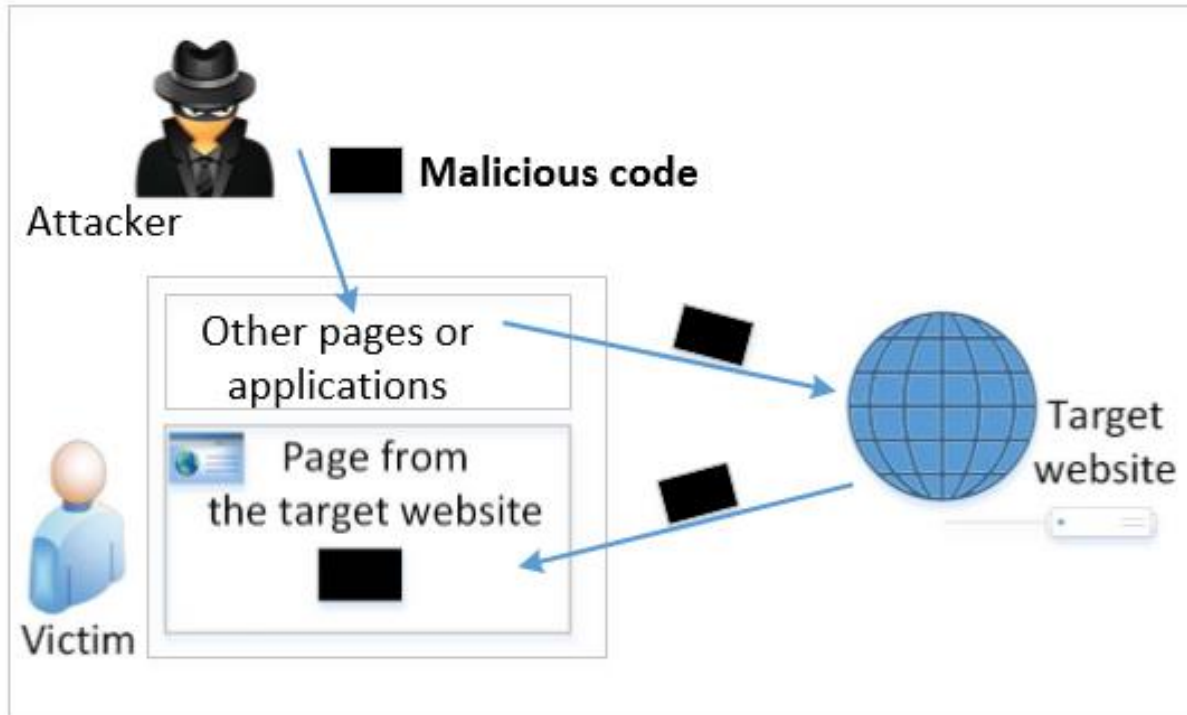 Malicious code
Attacker
Other pages or
applications
Page from
the target website
Target
website
Victim